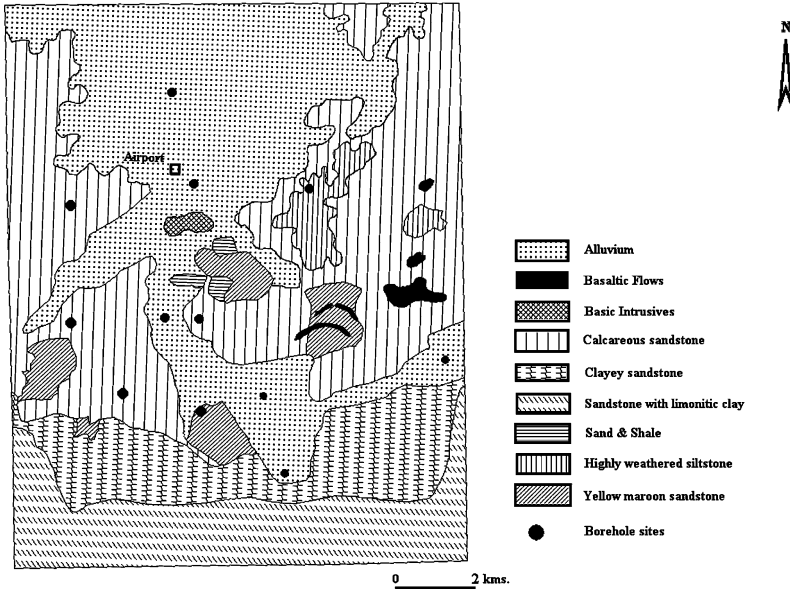 N
Airport
Alluvium
Basaltic Flows
Basic Intrusives
Calcareous sandstone
Clayey sandstone
Sandstone with limonitic clay
Sand & Shale
Highly weathered siltstone
Yellow maroon sandstone
Borehole sites
0 2 kms.